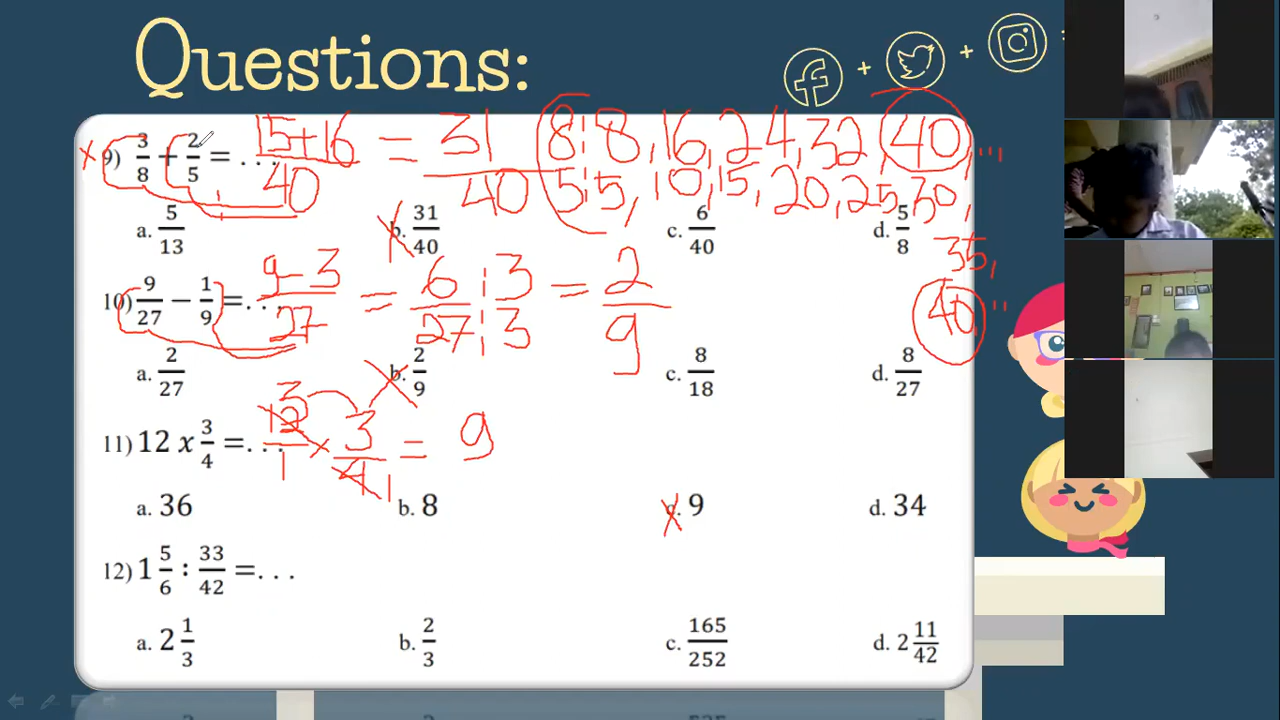 Questions:
9) 3/8 + 2/5 = ... 15+16/40 = 31/40 8: 8, 16, 24, 32, 40, ...
5: 5, 10, 15, 20, 25, 30,
35,
40, ..
a. 5/13 b. 31/40 c. 6/40 d. 5/8
10) 9/27 − 1/9 = ... 9-3/27 = 6/27 : 3/3 = 2/9
a. 2/27 b. 2/9 c. 8/18 d. 8/27
11) 12 x 3/4 = ... 12/1 3 x 3/4 1 = 9
a. 36 b. 8 c. 9 d. 34
12) 1 5/6 : 33/42 = ...
a. 2 1/3 b. 2/3 c. 165/252 d. 2 11/42